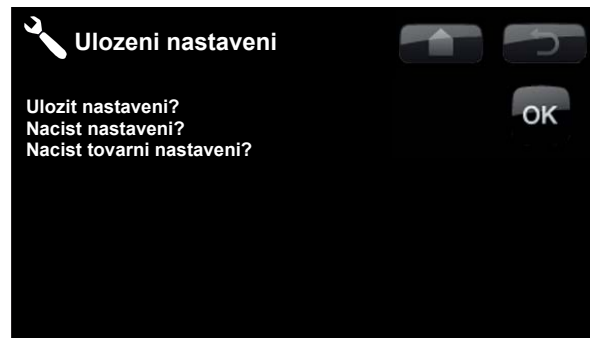 Ulozeni nastaveni
Ulozit nastaveni?
OK
Nacist nastaveni?
Nacist tovarni nastaveni?